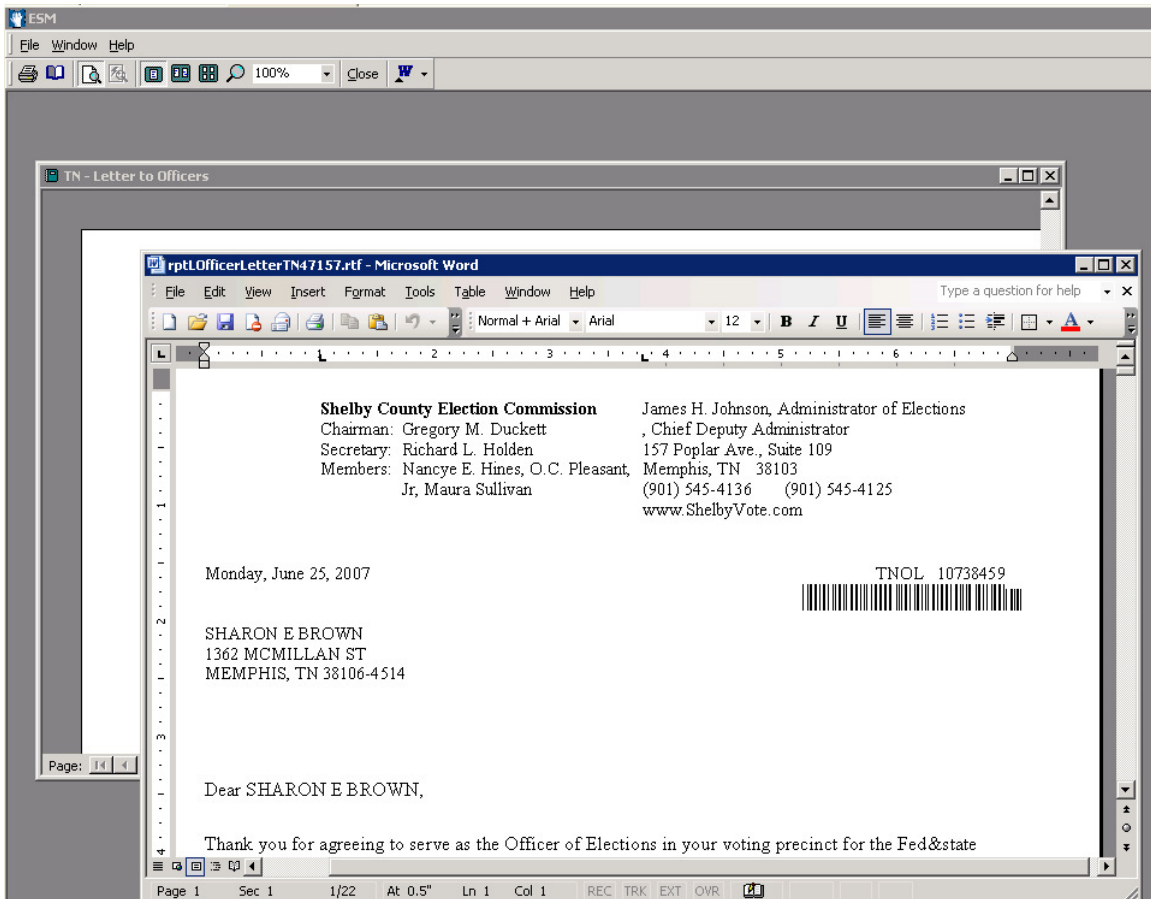 ESM
File Window Help
100% Close
TN - Letter to Officers
rptLOfficerLetterTN47157.rtf - Microsoft Word
File Edit View Insert Format Tools Table Window Help Type a question for help
Normal + Arial Arial 12 B I U A
1 2 3 4 5 6
Shelby County Election Commission
Chairman: Gregory M. Duckett
Secretary: Richard L. Holden
Members: Nancye E. Hines, O.C. Pleasant,
Jr, Maura Sullivan
James H. Johnson, Administrator of Elections
, Chief Deputy Administrator
157 Poplar Ave., Suite 109
Memphis, TN 38103
(901) 545-4136 (901) 545-4125
www.ShelbyVote.com
Monday, June 25, 2007
TNOL 10738459
SHARON E BROWN
1362 MCMILLAN ST
MEMPHIS, TN 38106-4514
Page:
Dear SHARON E BROWN,
Thank you for agreeing to serve as the Officer of Elections in your voting precinct for the Fed&state
Page 1 Sec 1 1/22 At 0.5" Ln 1 Col 1 REC TRK EXT OVR